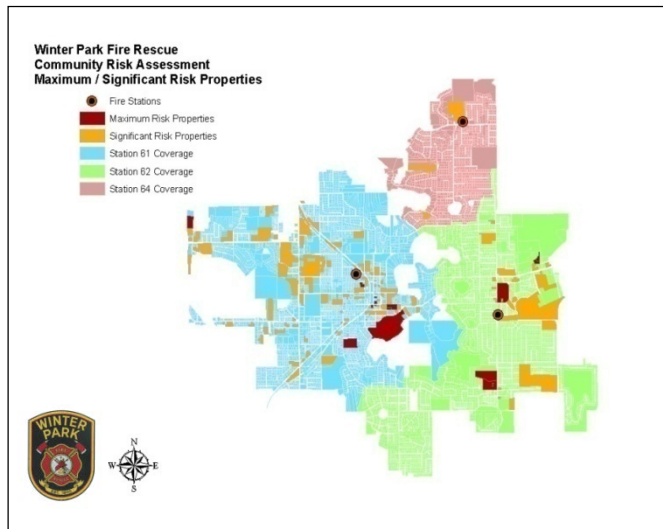 Winter Park Fire Rescue
Community Risk Assessment
Maximum / Significant Risk Properties
Fire Stations
Maximum Risk Properties
Significant Risk Properties
Station 61 Coverage
Station 62 Coverage
Station 64 Coverage
WINTER
PARK
FIRE
N
W
E
S